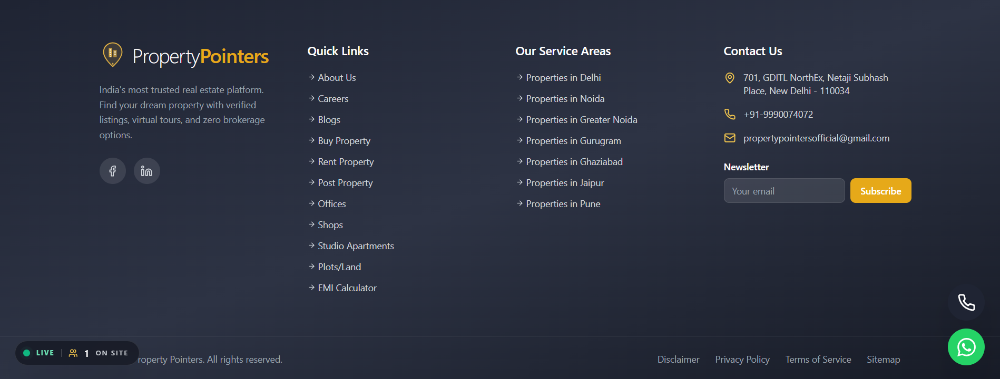 PropertyPointers
India's most trusted real estate platform.
Find your dream property with verified
listings, virtual tours, and zero brokerage
options.
Quick Links
About Us
Careers
Blogs
Buy Property
Rent Property
Post Property
Offices
Shops
Studio Apartments
Plots/Land
EMI Calculator
Our Service Areas
Properties in Delhi
Properties in Noida
Properties in Greater Noida
Properties in Gurugram
Properties in Ghaziabad
Properties in Jaipur
Properties in Pune
Contact Us
701, GDITL NorthEx, Netaji Subhash
Place, New Delhi - 110034
+91-9990074072
propertypointersofficial@gmail.com
Newsletter
Your email
Subscribe
LIVE 1 ON SITE
roperty Pointers. All rights reserved.
Disclaimer Privacy Policy Terms of Service Sitemap